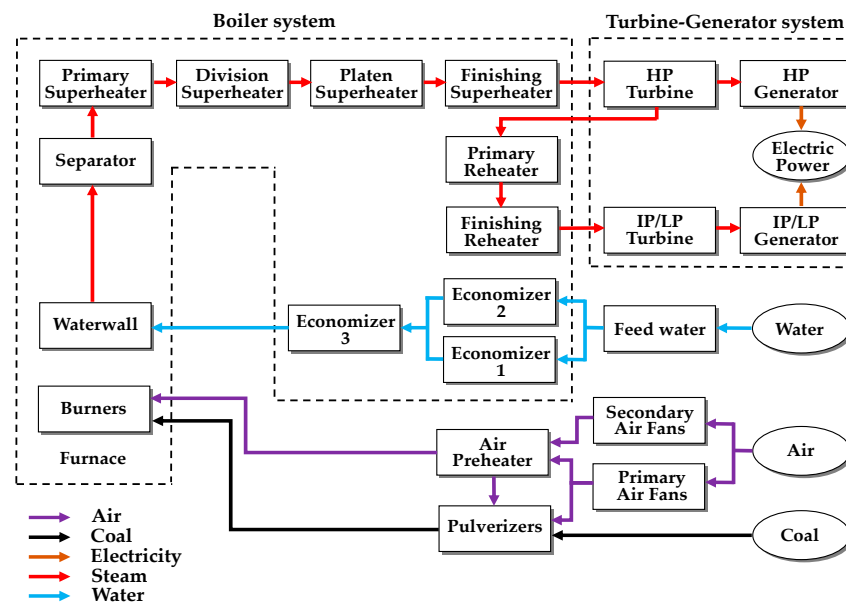 Boiler system
Turbine-Generator system
Primary
Superheater
Division
Superheater
Platen
Superheater
Finishing
Superheater
HP
Turbine
HP
Generator
Separator
Primary
Reheater
Electric
Power
Finishing
Reheater
IP/LP
Turbine
IP/LP
Generator
Waterwall
Economizer
3
Economizer
2
Economizer
1
Feed water
Water
Burners
Furnace
Air
Preheater
Secondary
Air Fans
Primary
Air Fans
Air
Pulverizers
Coal
Air
Coal
Electricity
Steam
Water